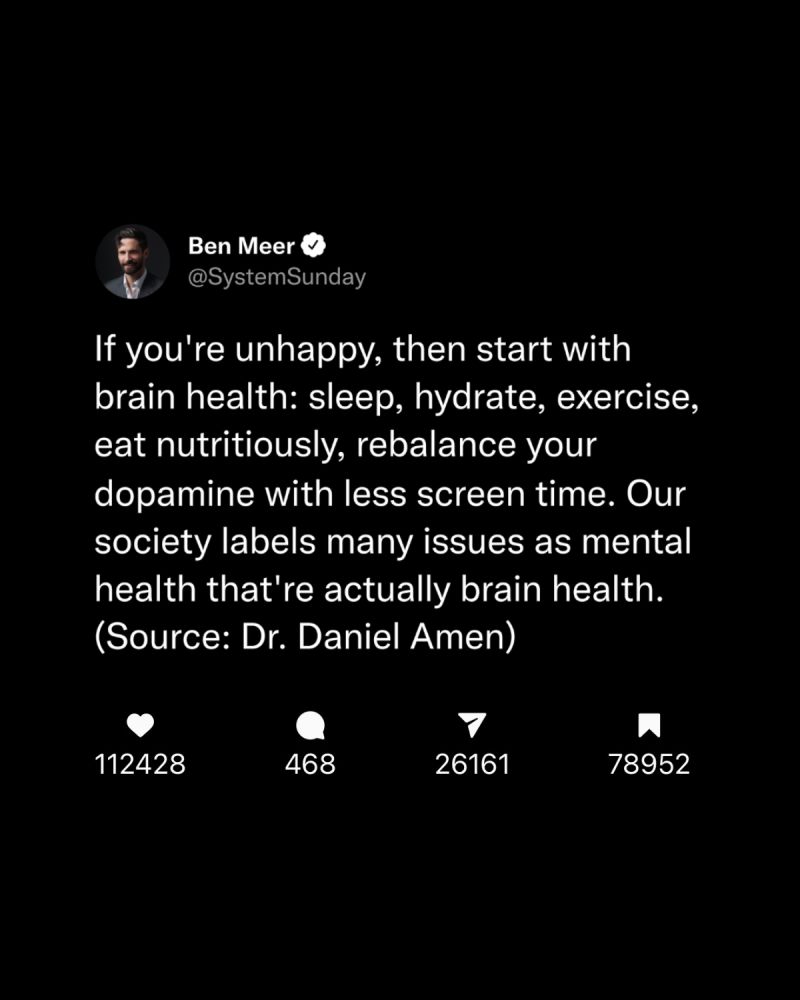 Ben Meer
@SystemSunday
If you're unhappy, then start with
brain health: sleep, hydrate, exercise,
eat nutritiously, rebalance your
dopamine with less screen time. Our
society labels many issues as mental
health that're actually brain health.
(Source: Dr. Daniel Amen)
112428 468 26161 78952